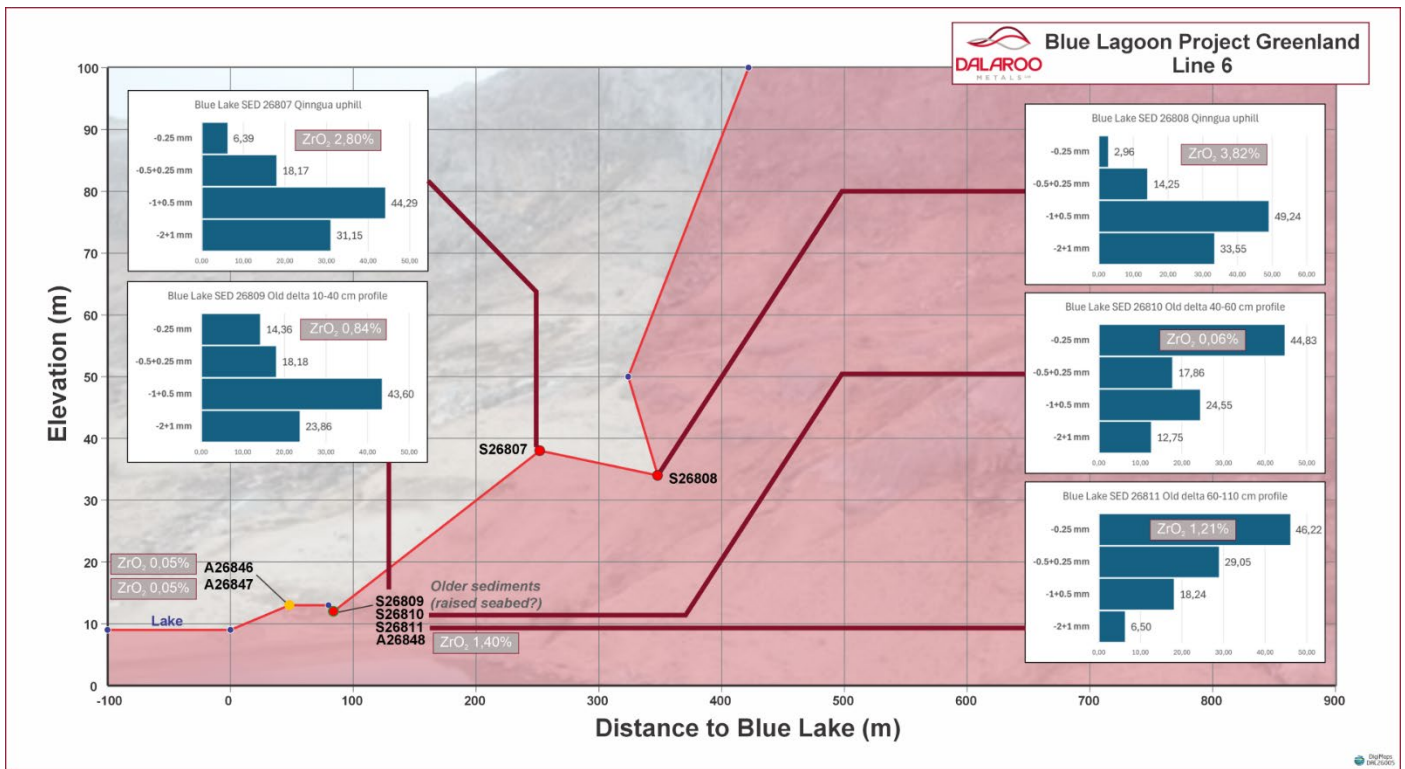 DALAROO
METALS LTD
Blue Lagoon Project Greenland
Line 6
Elevation (m)
100
90
80
70
60
50
40
30
20
10
0
Blue Lake SED 26807 Qinngua uphill
ZrO₂ 2,80%
-0.25 mm 6,39
-0.5+0.25 mm 18,17
-1+0.5 mm 44,29
-2+1 mm 31,15
0,00 10,00 20,00 30,00 40,00 50,00
Blue Lake SED 26809 Old delta 10-40 cm profile
ZrO₂ 0,84%
-0.25 mm 14,36
-0.5+0.25 mm 18,18
-1+0.5 mm 43,60
-2+1 mm 23,86
0,00 10,00 20,00 30,00 40,00 50,00
Blue Lake SED 26808 Qinngua uphill
ZrO₂ 3,82%
-0.25 mm 2,96
-0.5+0.25 mm 14,25
-1+0.5 mm 49,24
-2+1 mm 33,55
0,00 10,00 20,00 30,00 40,00 50,00 60,00
Blue Lake SED 26810 Old delta 40-60 cm profile
ZrO₂ 0,06%
-0.25 mm 44,83
-0.5+0.25 mm 17,86
-1+0.5 mm 24,55
-2+1 mm 12,75
0,00 10,00 20,00 30,00 40,00 50,00
Blue Lake SED 26811 Old delta 60-110 cm profile
ZrO₂ 1,21%
-0.25 mm 46,22
-0.5+0.25 mm 29,05
-1+0.5 mm 18,24
-2+1 mm 6,50
0,00 10,00 20,00 30,00 40,00 50,00
S26807
S26808
ZrO₂ 0,05%
ZrO₂ 0,05%
A26846
A26847
Lake
Older sediments
(raised seabed?)
S26809
S26810
S26811
A26848
ZrO₂ 1,40%
-100 0 100 200 300 400 500 600 700 800 900
Distance to Blue Lake (m)
DigMaps
DAL26005